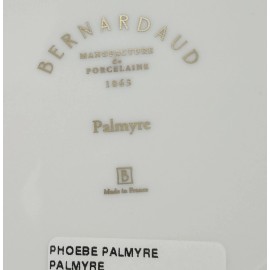 BERNARDAUD
MANUFACTURE
de
PORCELAINE
1863
Palmyre
B
Made in France
PHOEBE PALMYRE
PALMYRE